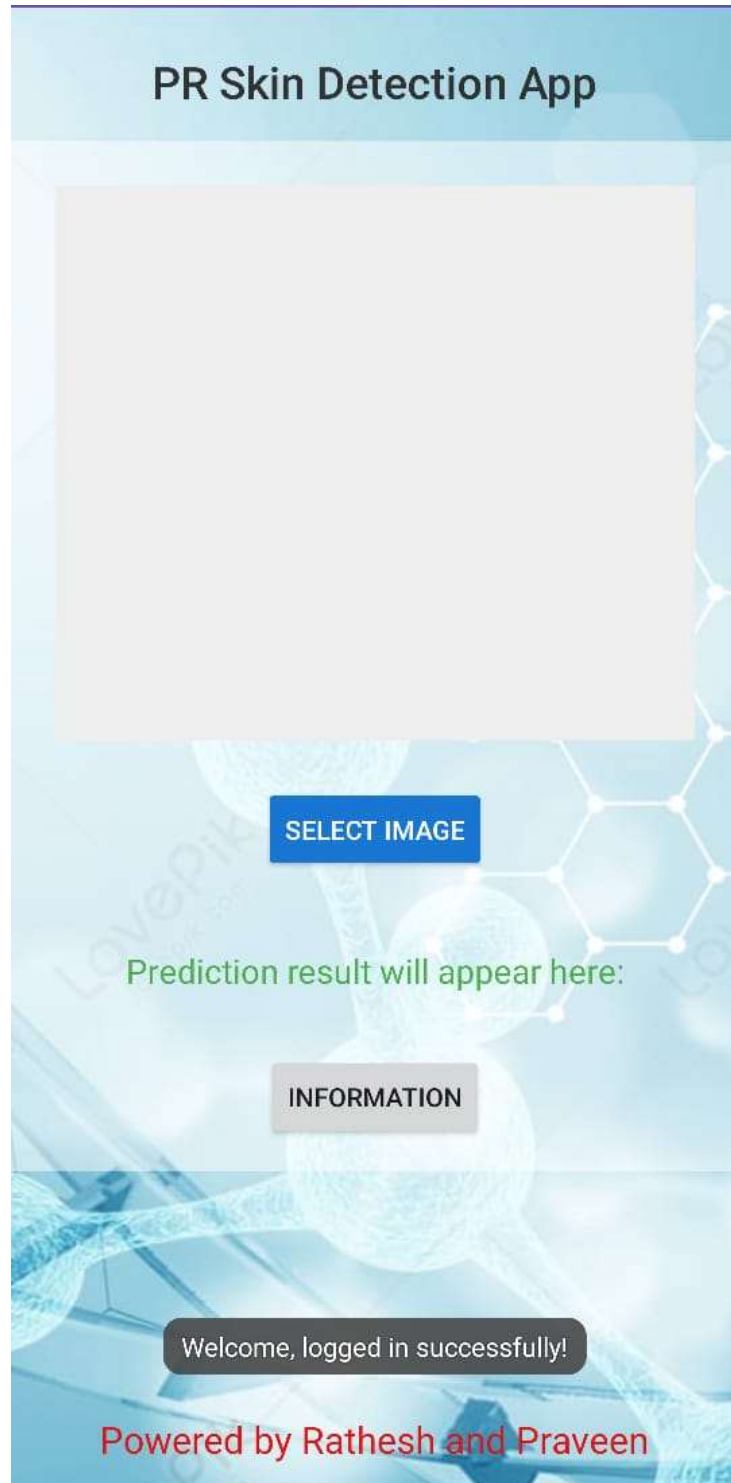 PR Skin Detection App
SELECT IMAGE
Lovepik
Prediction result will appear here:
INFORMATION
Welcome, logged in successfully!
Powered by Rathesh and Praveen